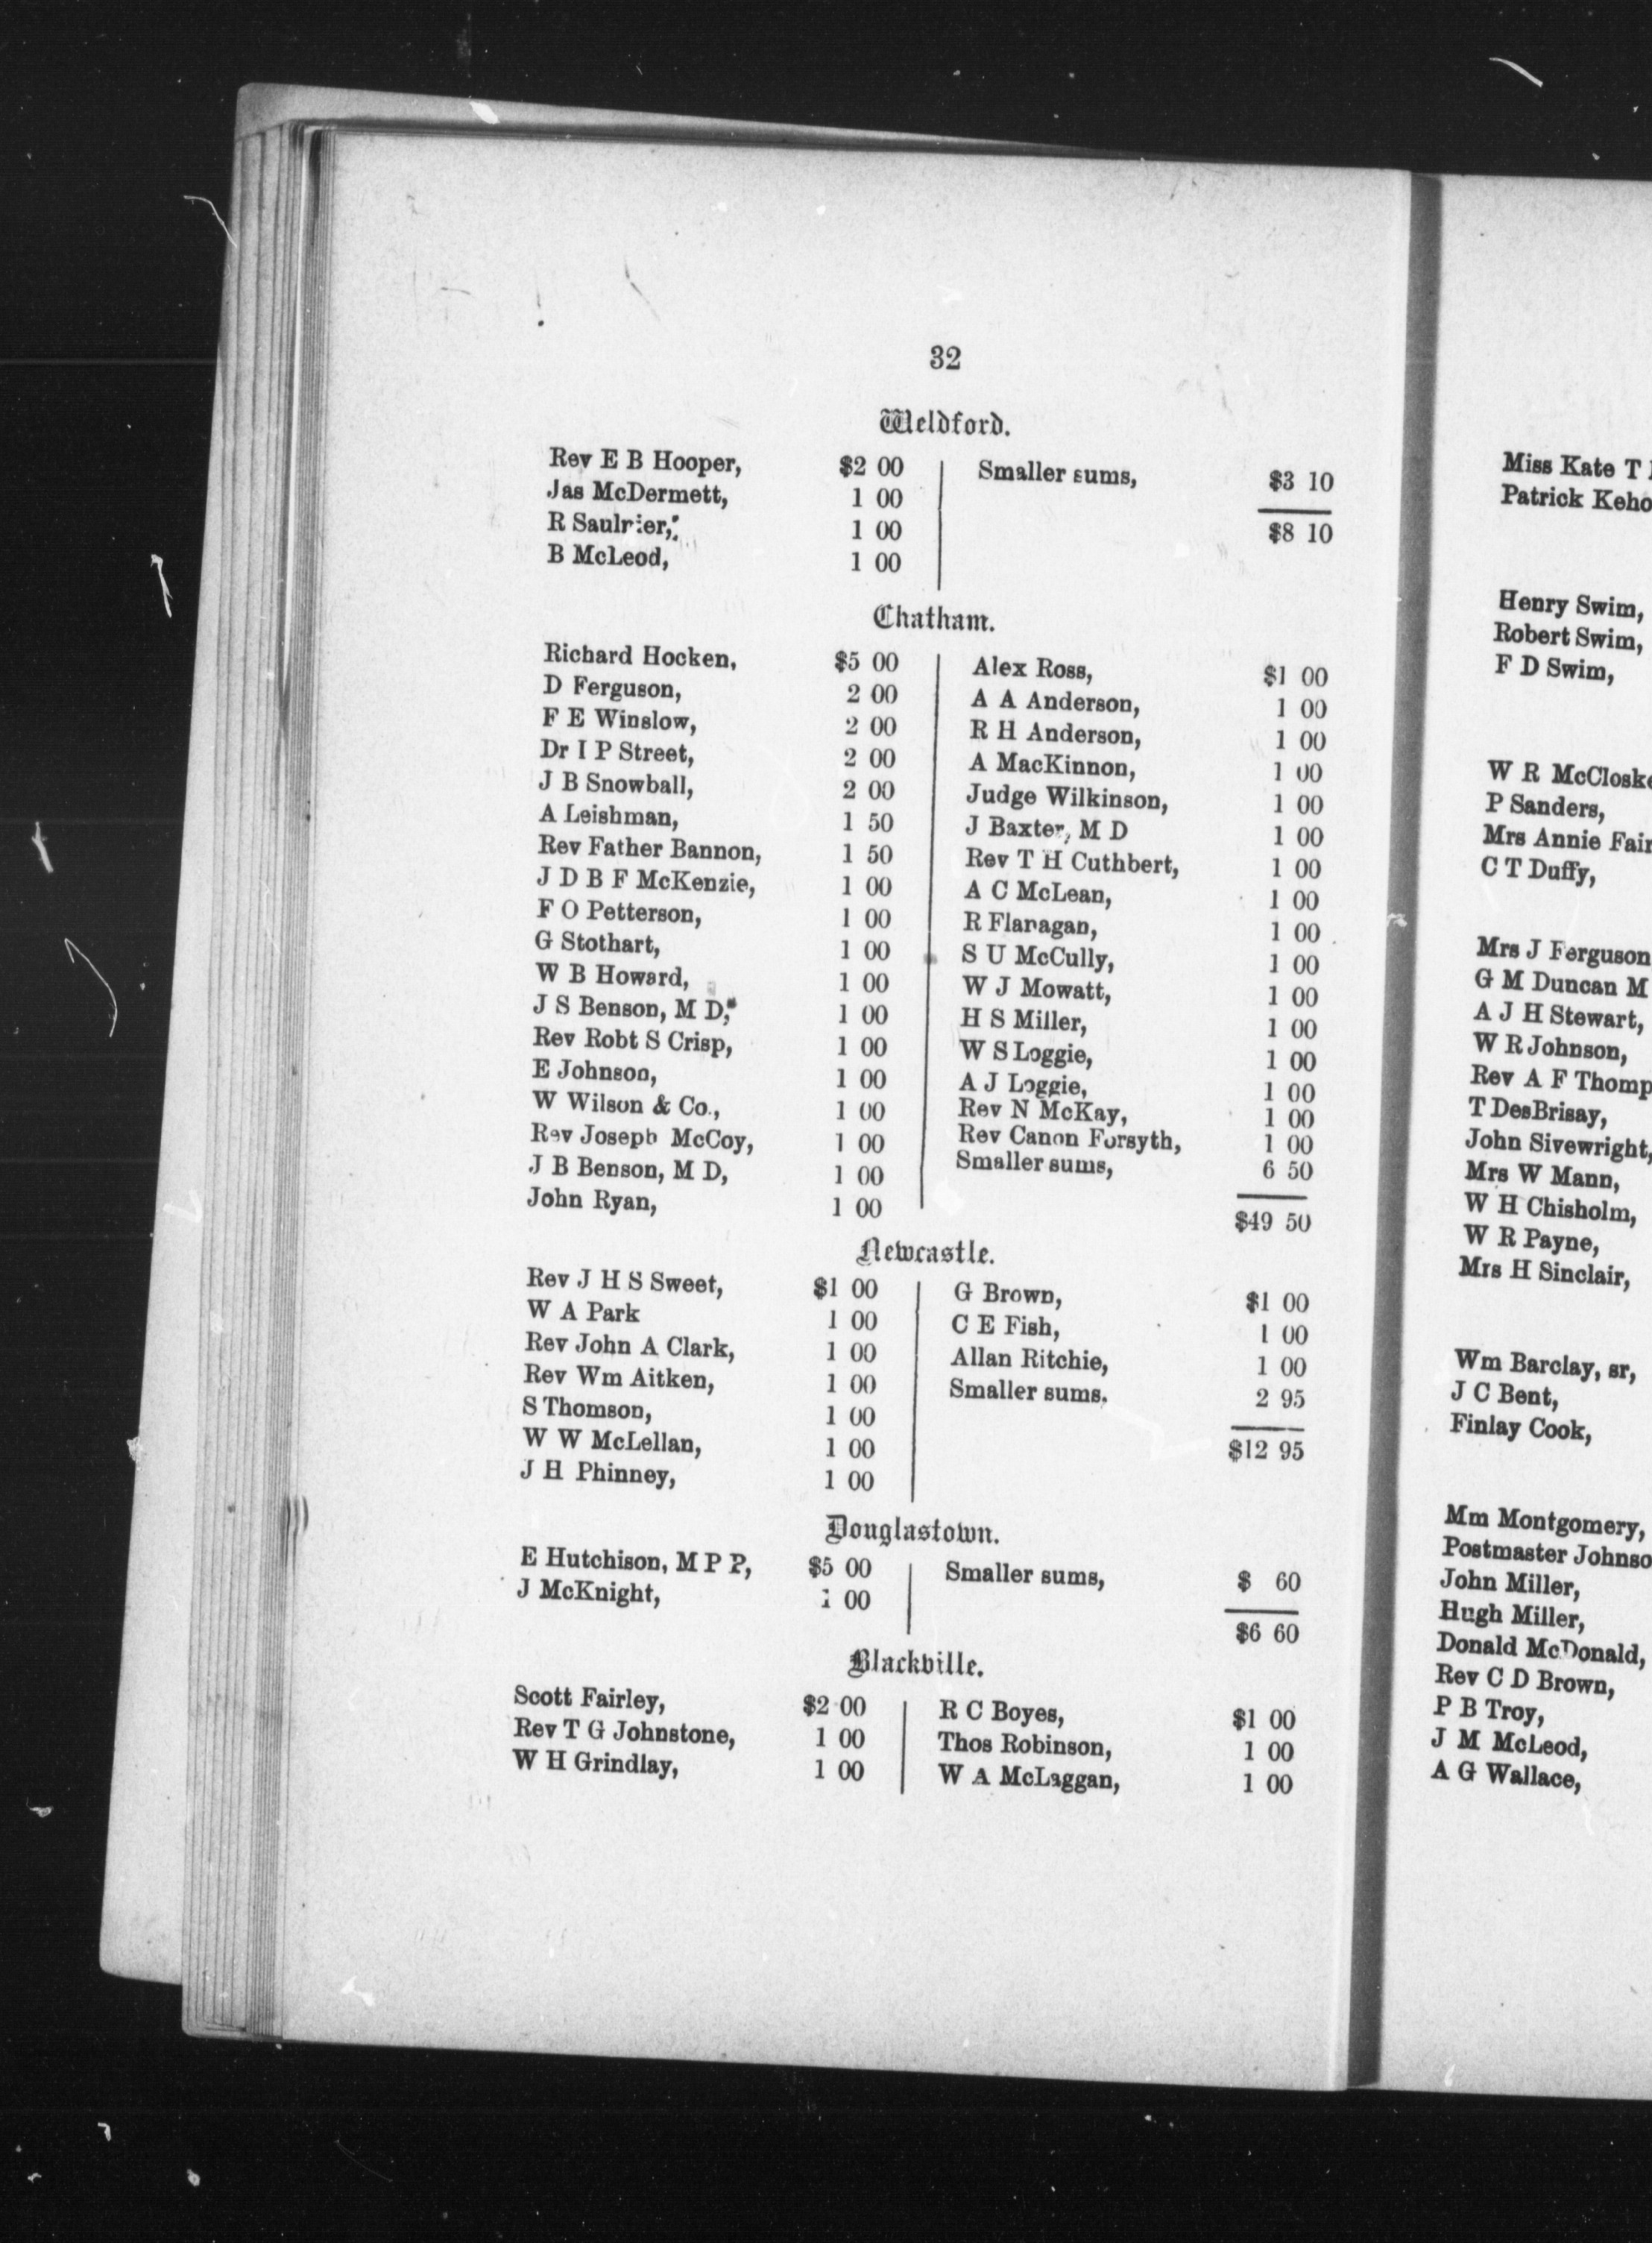 32
Weldford.
Rev E B Hooper, $2 00
Jas McDermett, 1 00
R Saulnier, 1 00
B McLeod, 1 00
Smaller sums, $3 10
$8 10
Chatham.
Richard Hocken, $5 00
D Ferguson, 2 00
F E Winslow, 2 00
Dr I P Street, 2 00
J B Snowball, 2 00
A Leishman, 1 50
Rev Father Bannon, 1 50
J D B F McKenzie, 1 00
F O Petterson, 1 00
G Stothart, 1 00
W B Howard, 1 00
J S Benson, M D, 1 00
Rev Robt S Crisp, 1 00
E Johnson, 1 00
W Wilson & Co., 1 00
Rev Joseph McCoy, 1 00
J B Benson, M D, 1 00
John Ryan, 1 00
Alex Ross, $1 00
A A Anderson, 1 00
R H Anderson, 1 00
A MacKinnon, 1 00
Judge Wilkinson, 1 00
J Baxter, M D 1 00
Rev T H Cuthbert, 1 00
A C McLean, 1 00
R Flanagan, 1 00
S U McCully, 1 00
W J Mowatt, 1 00
H S Miller, 1 00
W S Loggie, 1 00
A J Loggie, 1 00
Rev N McKay, 1 00
Rev Canon Forsyth, 1 00
Smaller sums, 6 50
$49 50
Newcastle.
Rev J H S Sweet, $1 00
W A Park 1 00
Rev John A Clark, 1 00
Rev Wm Aitken, 1 00
S Thomson, 1 00
W W McLellan, 1 00
J H Phinney, 1 00
G Brown, $1 00
C E Fish, 1 00
Allan Ritchie, 1 00
Smaller sums. 2 95
$12 95
Douglastown.
E Hutchison, M P P, $5 00
J McKnight, 1 00
Smaller sums, $ 60
$6 60
Blackville.
Scott Fairley, $2 00
Rev T G Johnstone, 1 00
W H Grindlay, 1 00
R C Boyes, $1 00
Thos Robinson, 1 00
W A McLaggan, 1 00
Miss Kate T
Patrick
Henry Swim,
Robert Swim,
F D Swim,
W R
P Sanders,
Mrs Annie
C T Duffy,
Mrs J Ferguson
G M Duncan M
A J H Stewart,
W R Johnson,
Rev A F
T DesBrisay,
John Sivewright,
Mrs W Mann,
W H Chisholm,
W R Payne,
Mrs H Sinclair,
Wm Barclay, sr,
J C Bent,
Finlay Cook,
Mm Montgomery,
Postmaster
John Miller,
Hugh Miller,
Donald McDonald,
Rev C D Brown,
P B Troy,
J M McLeod,
A G Wallace,